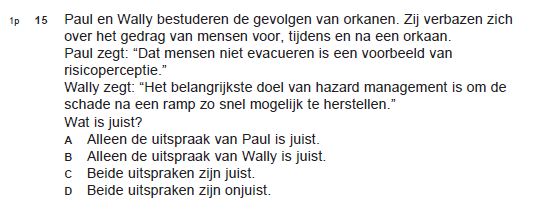 1p 15 Paul en Wally bestuderen de gevolgen van orkanen. Zij verbazen zich
over het gedrag van mensen voor, tijdens en na een orkaan.
Paul zegt: “Dat mensen niet evacueren is een voorbeeld van
risicoperceptie.”
Wally zegt: “Het belangrijkste doel van hazard management is om de
schade na een ramp zo snel mogelijk te herstellen.”
Wat is juist?
A Alleen de uitspraak van Paul is juist.
B Alleen de uitspraak van Wally is juist.
C Beide uitspraken zijn juist.
D Beide uitspraken zijn onjuist.